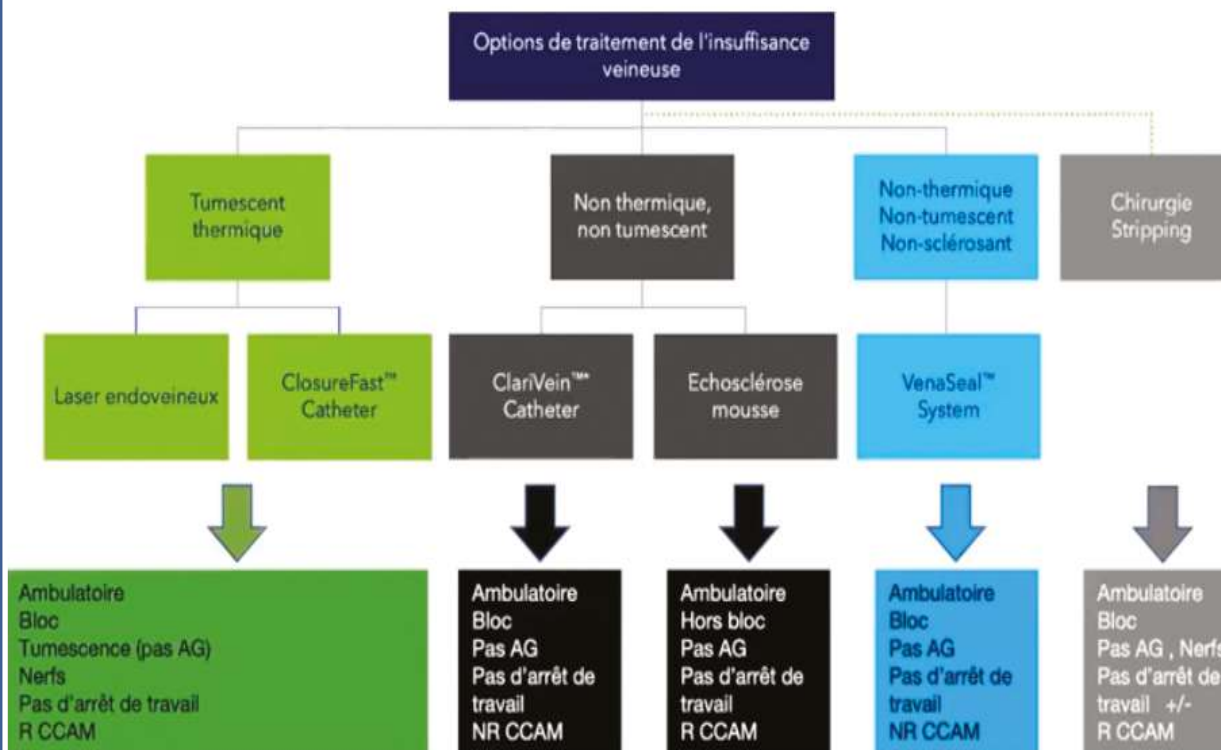 Options de traitement de l'insuffisance
veineuse
Tumescent
thermique
Non thermique,
non tumescent
Non-thermique
Non-tumescent
Non-sclérosant
Chirurgie
Stripping
Laser endoveineux
ClosureFast™
Catheter
ClariVein™*
Catheter
Echosclérose
mousse
VenaSeal™
System
Ambulatoire
Bloc
Tumescence (pas AG)
Nerfs
Pas d'arrêt de travail
R CCAM
Ambulatoire
Bloc
Pas AG
Pas d'arrêt de
travail
NR CCAM
Ambulatoire
Hors bloc
Pas AG
Pas d'arrêt de
travail
R CCAM
Ambulatoire
Bloc
Pas AG
Pas d'arrêt de
travail
NR CCAM
Ambulatoire
Bloc
Pas AG , Nerfs
Pas d'arrêt de
travail +/-
R CCAM